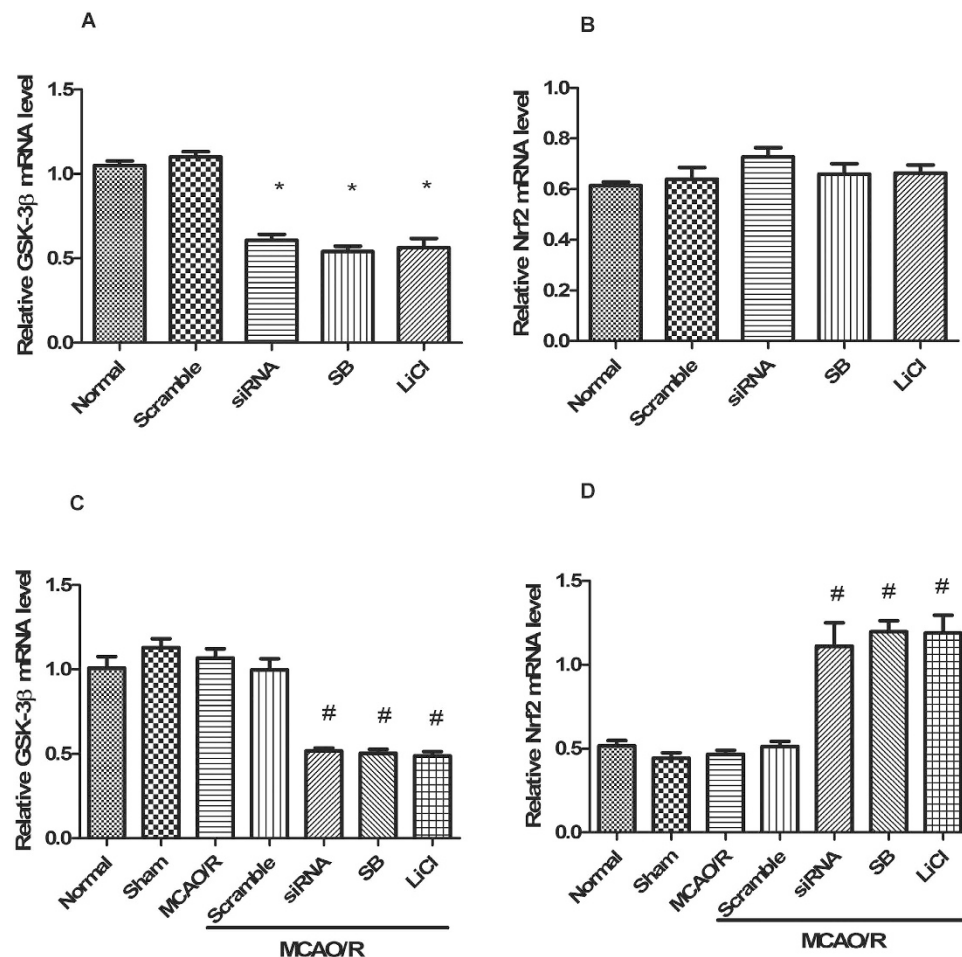 A
Relative GSK-3β mRNA level
1.5
1.0
0.5
0.0
* * *
Normal Scramble siRNA SB LiCl
B
Relative Nrf2 mRNA level
1.0
0.8
0.6
0.4
0.2
0.0
Normal Scramble siRNA SB LiCl
C
Relative GSK-3β mRNA level
1.5
1.0
0.5
0.0
# # #
Normal Sham MCAO/R Scramble siRNA SB LiCl
MCAO/R
D
Relative Nrf2 mRNA level
1.5
1.0
0.5
0.0
# # #
Normal Sham MCAO/R Scramble siRNA SB LiCl
MCAO/R